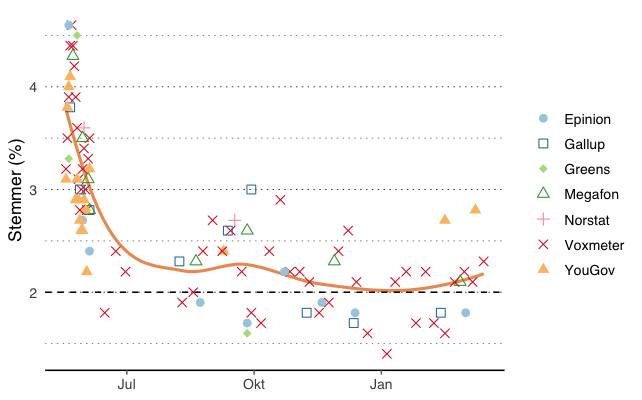 Stemmer (%)
4
3
2
Jul
Okt
Jan
Epinion
Gallup
Greens
Megafon
Norstat
Voxmeter
YouGov